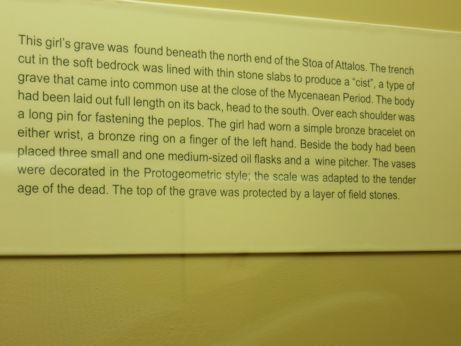 This girl's grave was found beneath the north end of the Stoa of Attalos. The trench
cut in the soft bedrock was lined with thin stone slabs to produce a "cist", a type of
grave that came into common use at the close of the Mycenaean Period. The body
had been laid out full length on its back, head to the south. Over each shoulder was
a long pin for fastening the peplos. The girl had worn a simple bronze bracelet on
either wrist, a bronze ring on a finger of the left hand. Beside the body had been
placed three small and one medium-sized oil flasks and a wine pitcher. The vases
were decorated in the Protogeometric style; the scale was adapted to the tender
age of the dead. The top of the grave was protected by a layer of field stones.